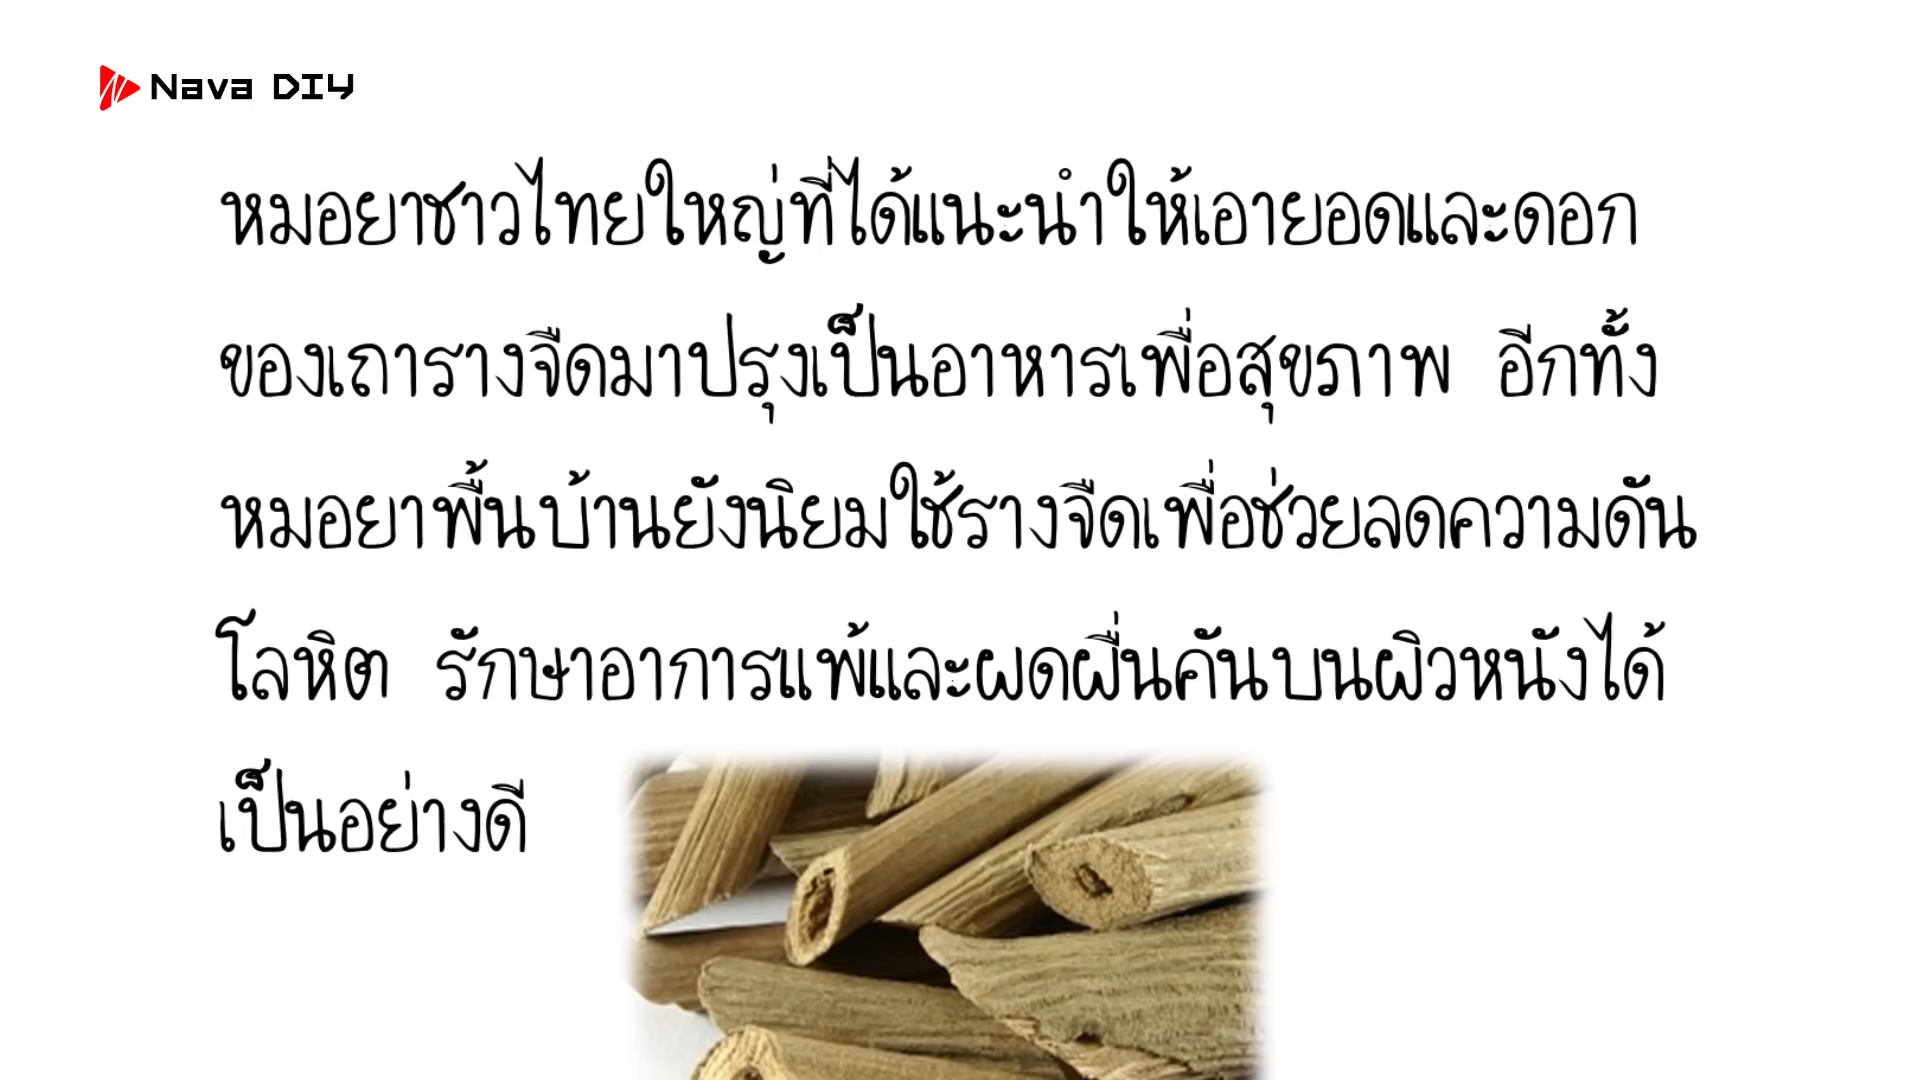 Nava DIY
หมอยาชาวไทยใหญ่ที่ได้แนะนำให้เอายอดและดอก
ของเถารางจืดมาปรุงเป็นอาหารเพื่อสุขภาพ อีกทั้ง
หมอยาพื้นบ้านยังนิยมใช้รางจืดเพื่อช่วยลดความดัน
โลหิต รักษาอาการแพ้และผดผื่นคันบนผิวหนังได้
เป็นอย่างดี